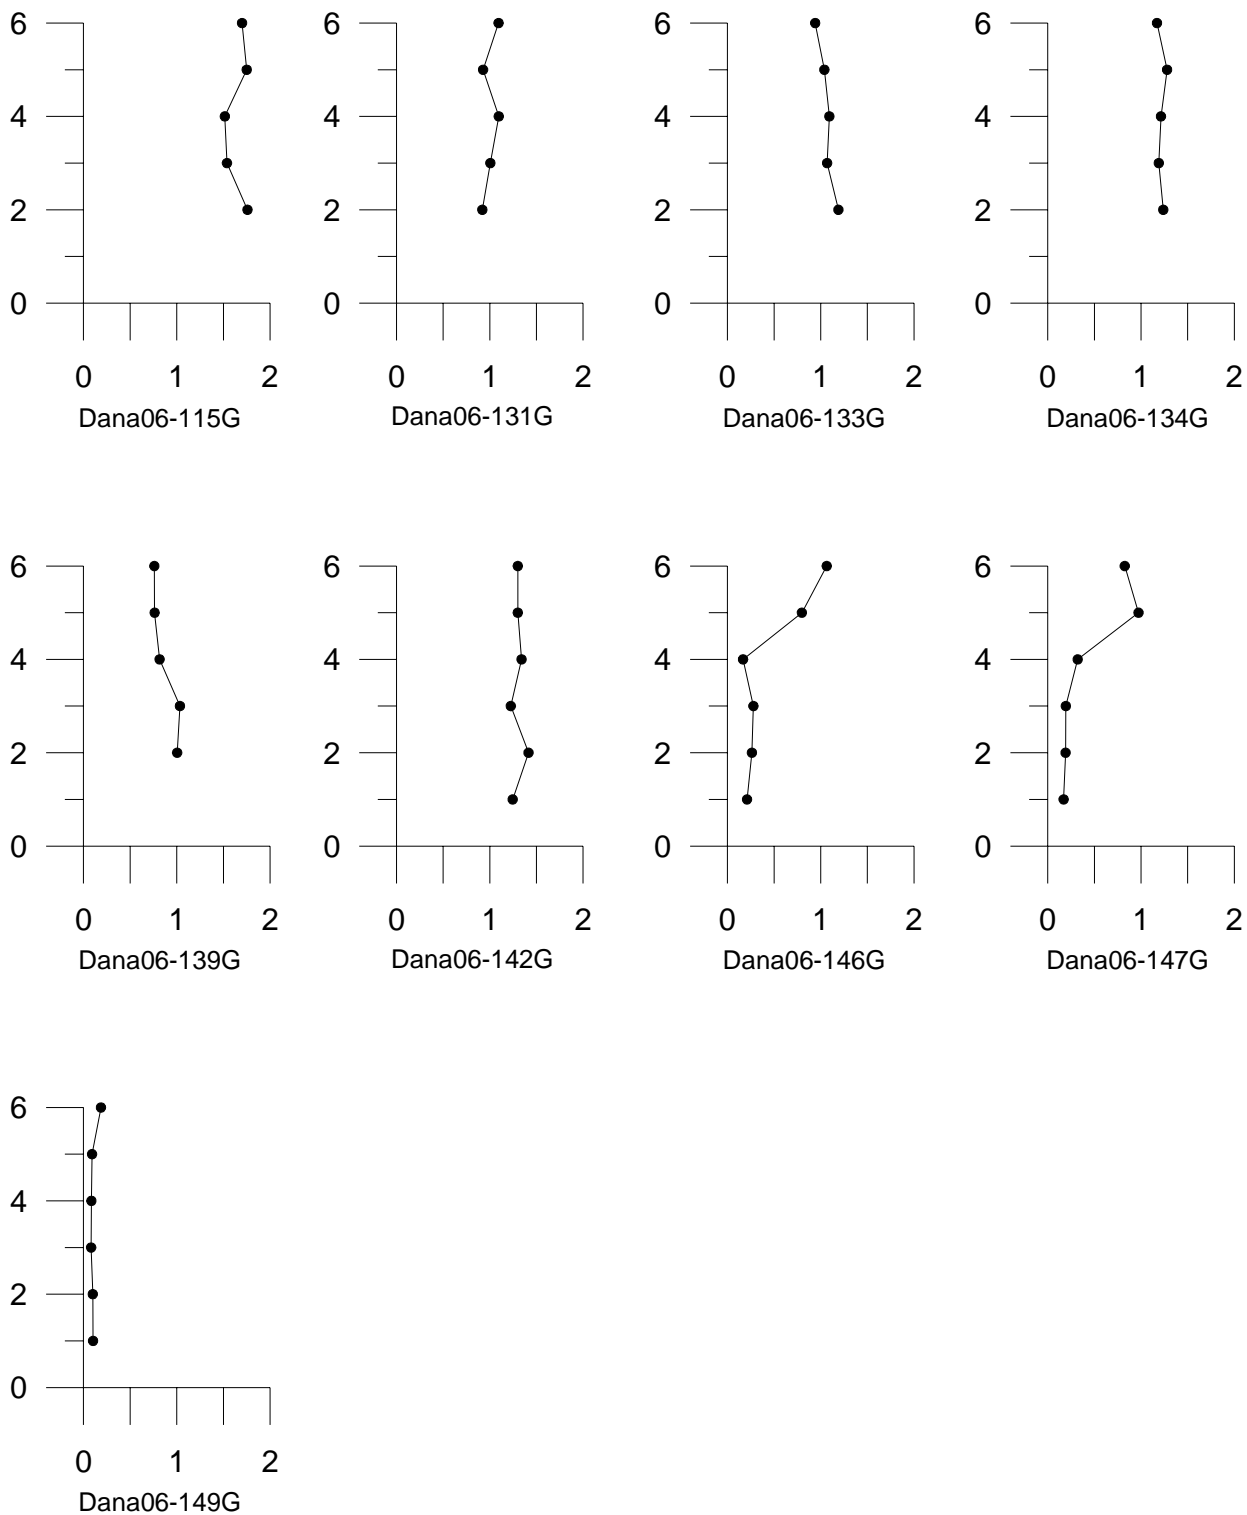 6 6 6 6
4 4 4 4
2 2 2 2
0 0 0 0
0 1 2 0 1 2 0 1 2 0 1 2
Dana06-115G Dana06-131G Dana06-133G Dana06-134G
6 6 6 6
4 4 4 4
2 2 2 2
0 0 0 0
0 1 2 0 1 2 0 1 2 0 1 2
Dana06-139G Dana06-142G Dana06-146G Dana06-147G
6
4
2
0
0 1 2
Dana06-149G